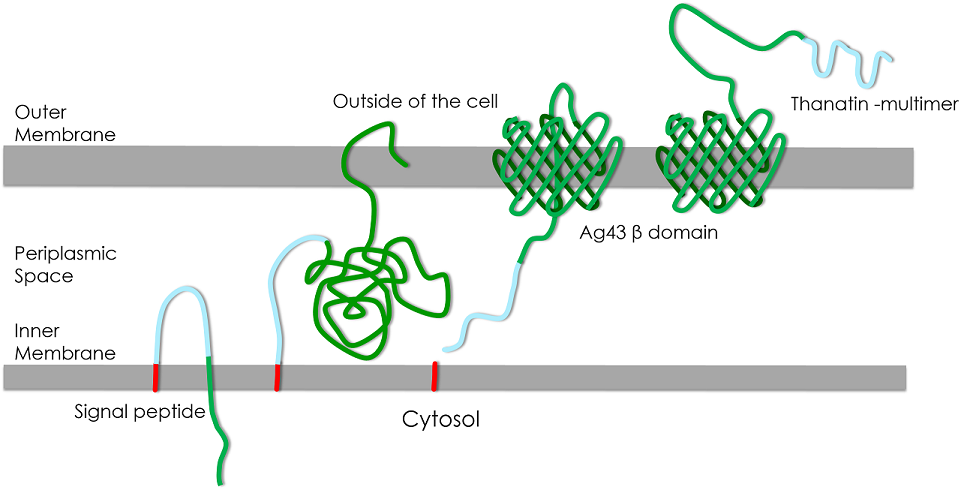 Outer
Membrane
Outside of the cell
Thanatin -multimer
Ag43 β domain
Periplasmic
Space
Inner
Membrane
Signal peptide
Cytosol